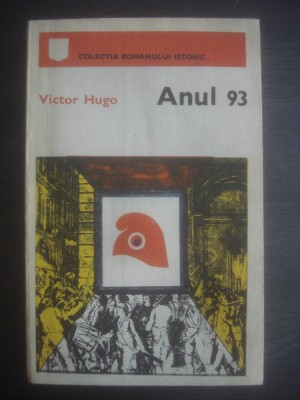 COLECȚIA ROMANULUI ISTORIC
Victor Hugo
Anul 93